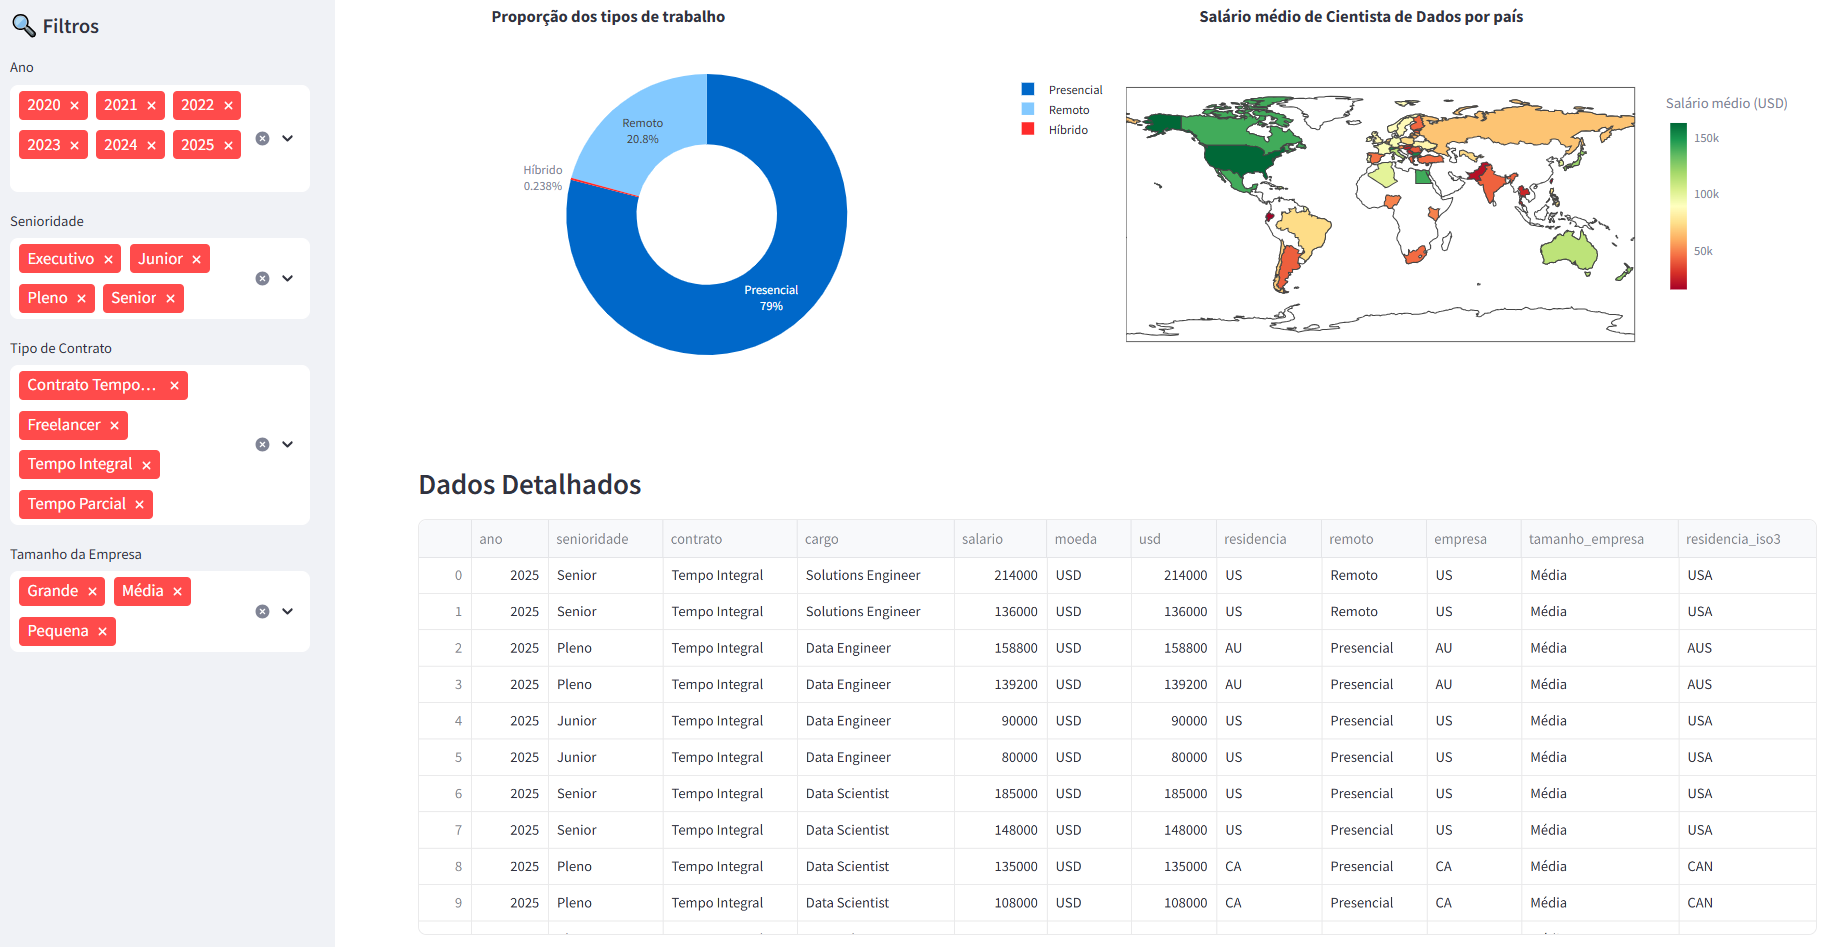 🔍 Filtros
Ano
2020 × 2021 × 2022 ×
2023 × 2024 × 2025 ×
Senioridade
Executivo × Junior ×
Pleno × Senior ×
Tipo de Contrato
Contrato Tempo... ×
Freelancer ×
Tempo Integral ×
Tempo Parcial ×
Tamanho da Empresa
Grande × Média ×
Pequena ×
Proporção dos tipos de trabalho
Remoto
20.8%
Híbrido
0.238%
Presencial
79%
Presencial
Remoto
Híbrido
Salário médio de Cientista de Dados por país
Salário médio (USD)
150k
100k
50k
Dados Detalhados
ano senioridade contrato cargo salario moeda usd residencia remoto empresa tamanho_empresa residencia_iso3
0 2025 Senior Tempo Integral Solutions Engineer 214000 USD 214000 US Remoto US Média USA
1 2025 Senior Tempo Integral Solutions Engineer 136000 USD 136000 US Remoto US Média USA
2 2025 Pleno Tempo Integral Data Engineer 158800 USD 158800 AU Presencial AU Média AUS
3 2025 Pleno Tempo Integral Data Engineer 139200 USD 139200 AU Presencial AU Média AUS
4 2025 Junior Tempo Integral Data Engineer 90000 USD 90000 US Presencial US Média USA
5 2025 Junior Tempo Integral Data Engineer 80000 USD 80000 US Presencial US Média USA
6 2025 Senior Tempo Integral Data Scientist 185000 USD 185000 US Presencial US Média USA
7 2025 Senior Tempo Integral Data Scientist 148000 USD 148000 US Presencial US Média USA
8 2025 Pleno Tempo Integral Data Scientist 135000 USD 135000 CA Presencial CA Média CAN
9 2025 Pleno Tempo Integral Data Scientist 108000 USD 108000 CA Presencial CA Média CAN